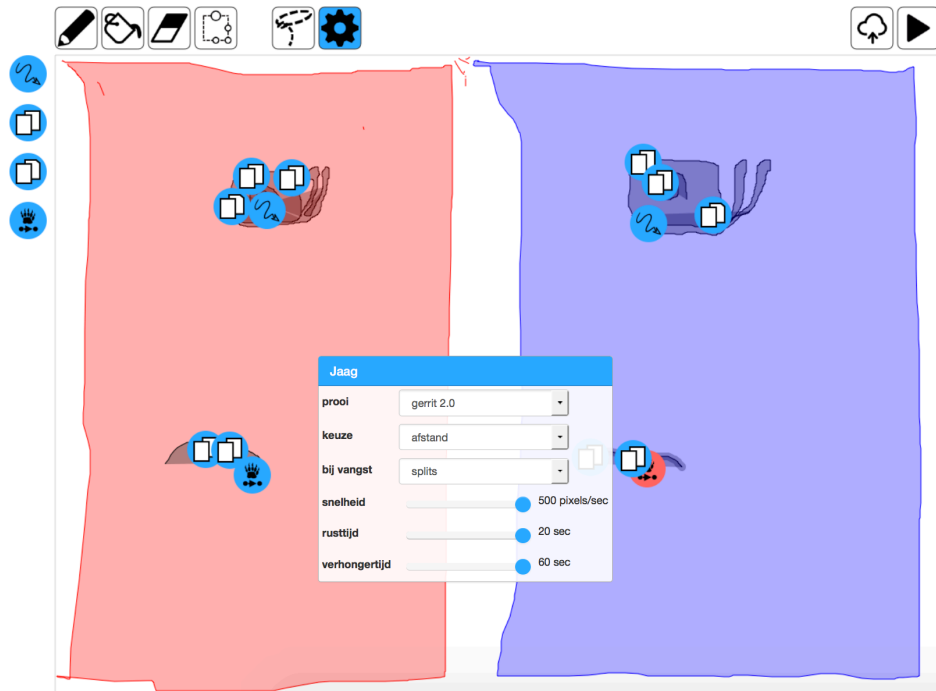 Jaag
prooi gerrit 2.0
keuze afstand
bij vangst splits
snelheid 500 pixels/sec
rusttijd 20 sec
verhongertijd 60 sec